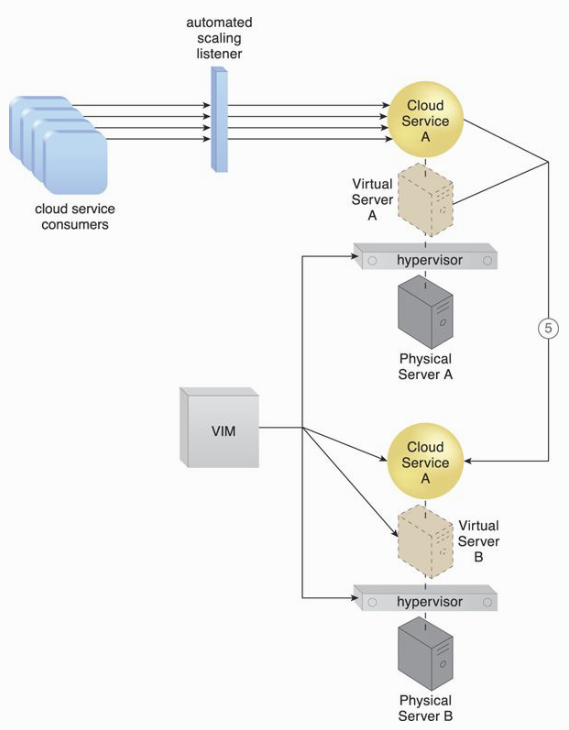 automated
scaling
listener
Cloud
Service
A
Virtual
Server
A
cloud service
consumers
hypervisor
Physical
Server A
5
VIM
Cloud
Service
A
Virtual
Server
B
hypervisor
Physical
Server B